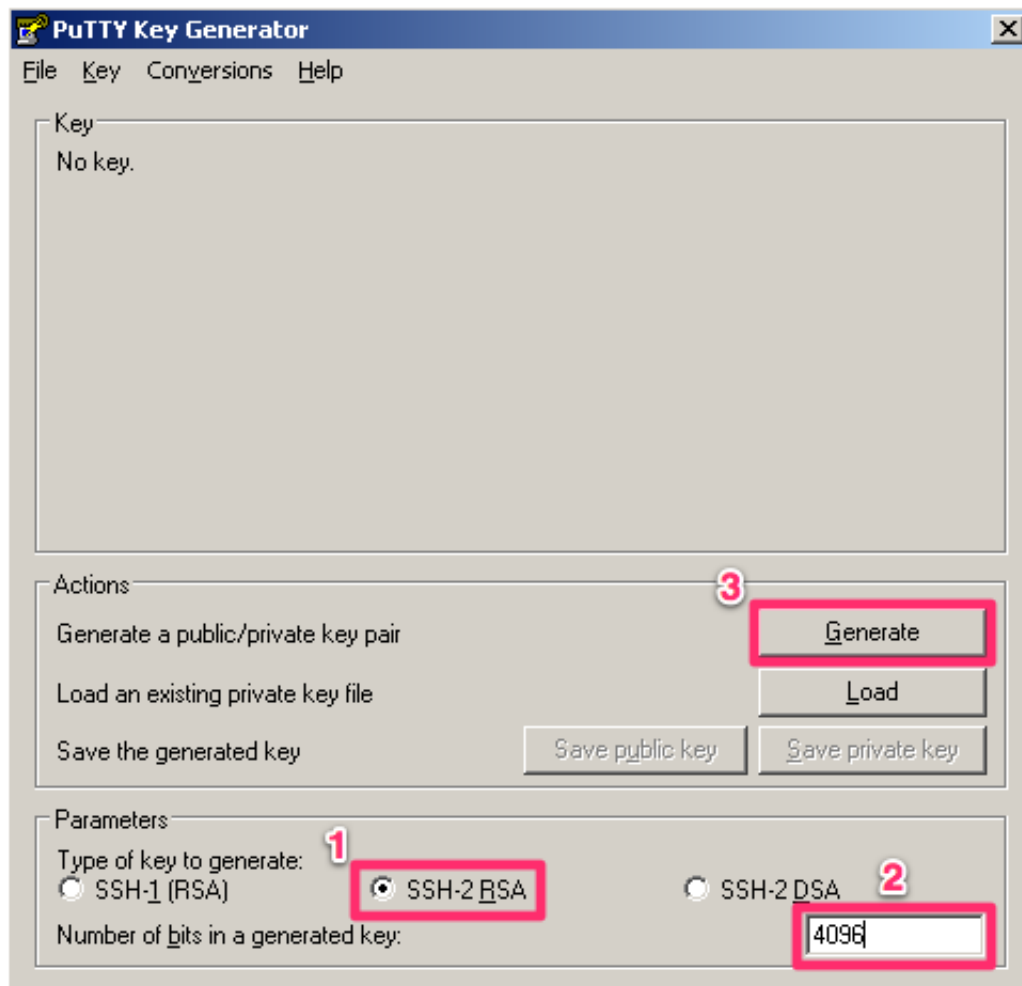 PuTTY Key Generator
File Key Conversions Help
Key
No key.
Actions
3
Generate a public/private key pair Generate
Load an existing private key file Load
Save the generated key Save public key Save private key
Parameters
1
Type of key to generate:
SSH-1 (RSA) SSH-2 RSA SSH-2 DSA
2
Number of bits in a generated key: 4096